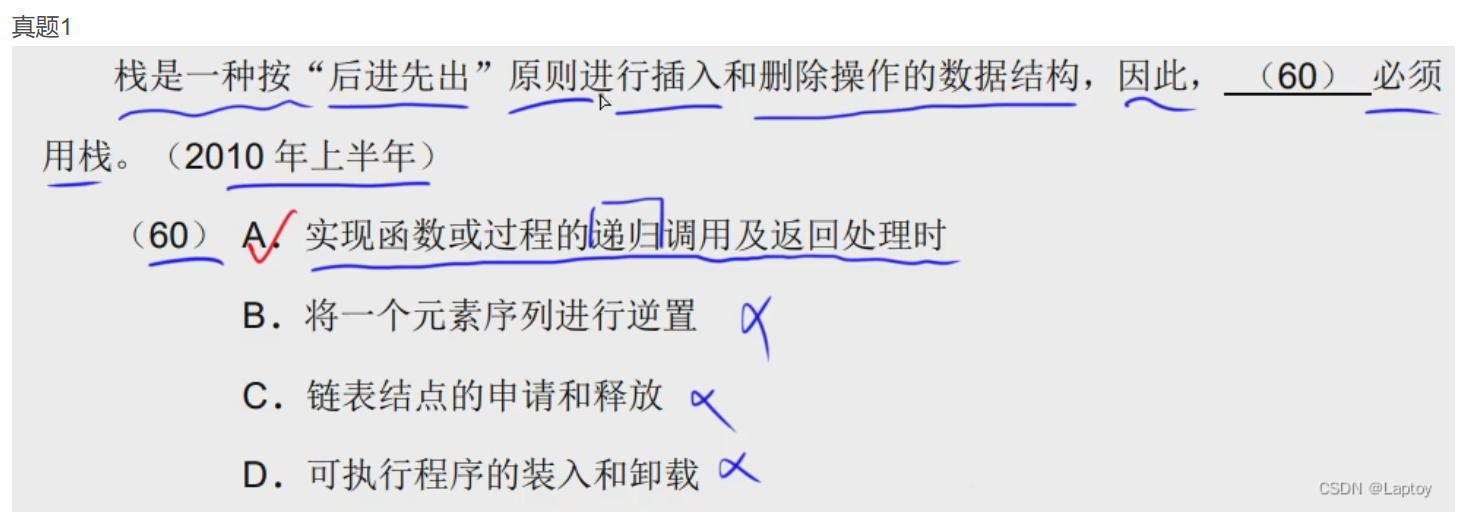 真题1
栈是一种按“后进先出”原则进行插入和删除操作的数据结构，因此，（60）必须
用栈。（2010 年上半年）
（60） A．实现函数或过程的递归调用及返回处理时
B．将一个元素序列进行逆置
C．链表结点的申请和释放
D．可执行程序的装入和卸载
CSDN @Laptoy